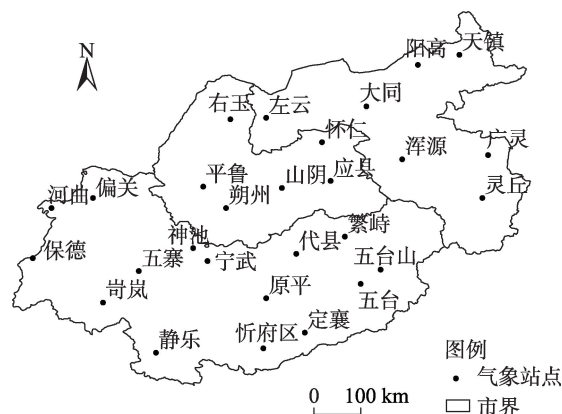 N
阳高
天镇
右玉
左云
大同
怀仁
浑源
广灵
平鲁
朔州
山阴
应县
灵丘
河曲
偏关
神池
繁峙
代县
保德
五寨
宁武
五台山
岢岚
原平
五台
静乐
忻府区
定襄
图例
气象站点
市界
0 100 km